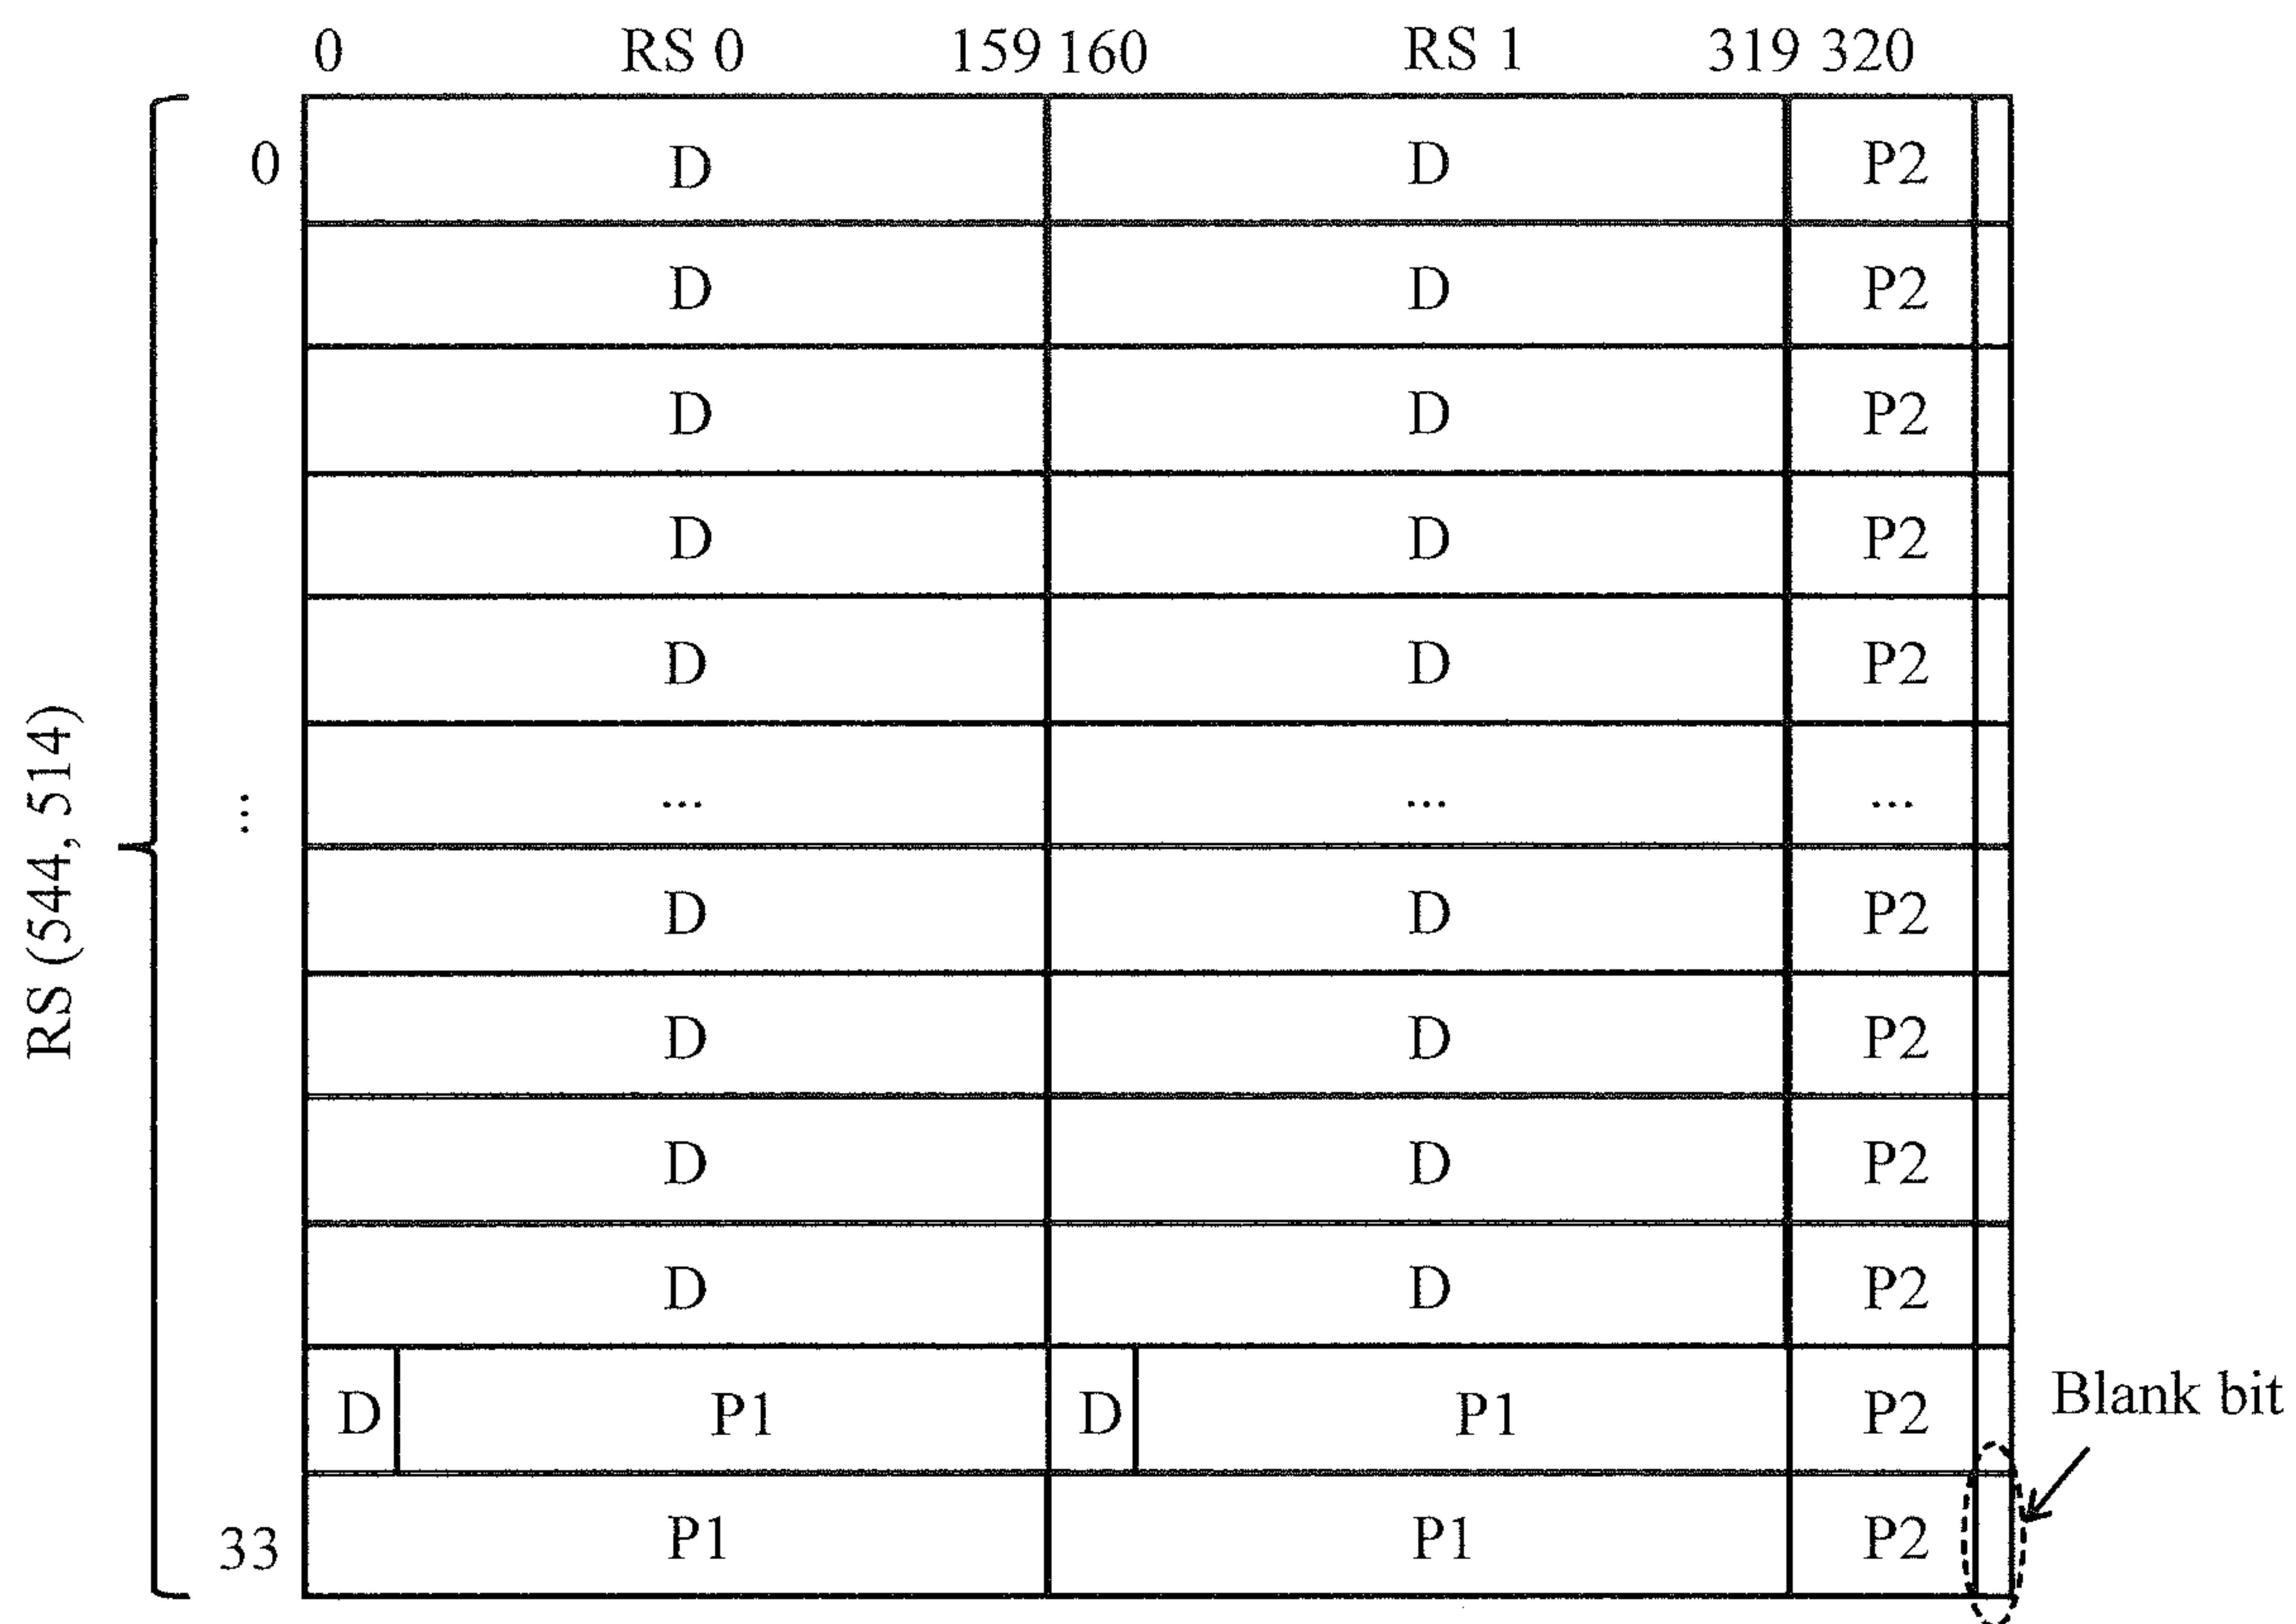 0 RS 0 159 160 RS 1 319 320
0 D D P2
D D P2
D D P2
D D P2
D D P2
RS (544, 514)
... ... ... ...
D D P2
D D P2
D D P2
D D P2
D P1 D P1 P2 Blank bit
33 P1 P1 P2